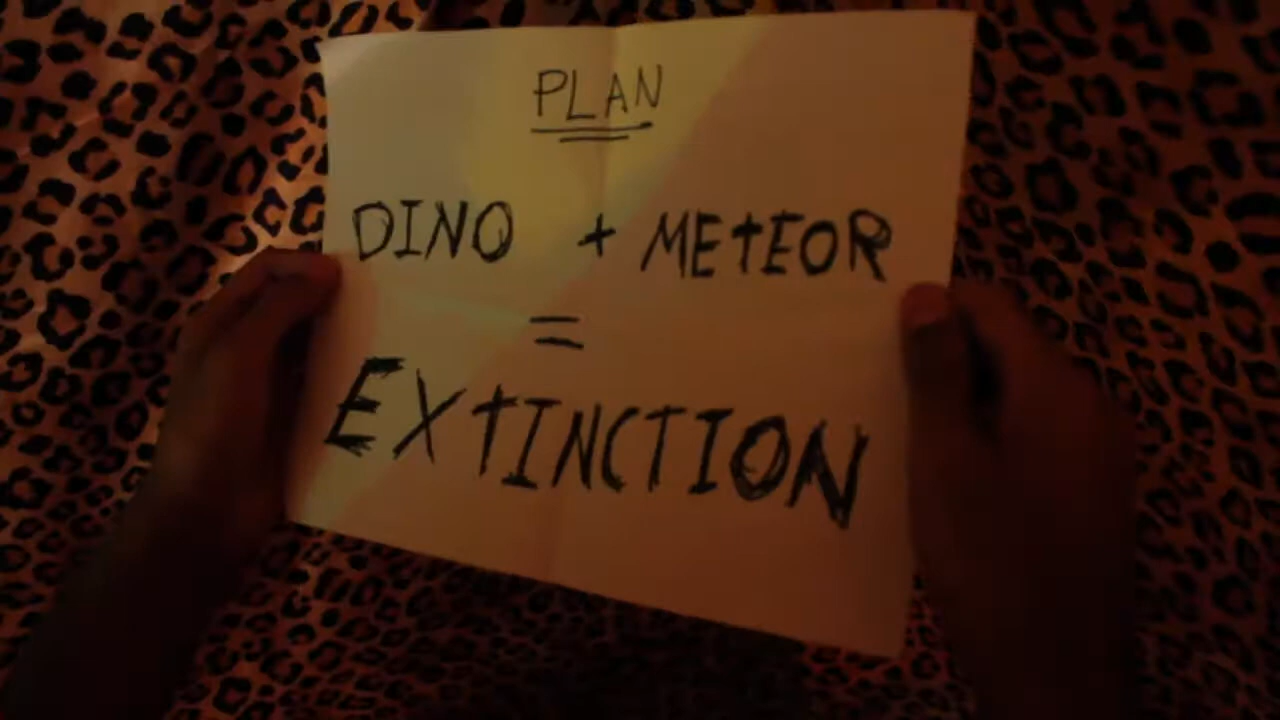 PLAN
DINO + METEOR
=
EXTINCTION